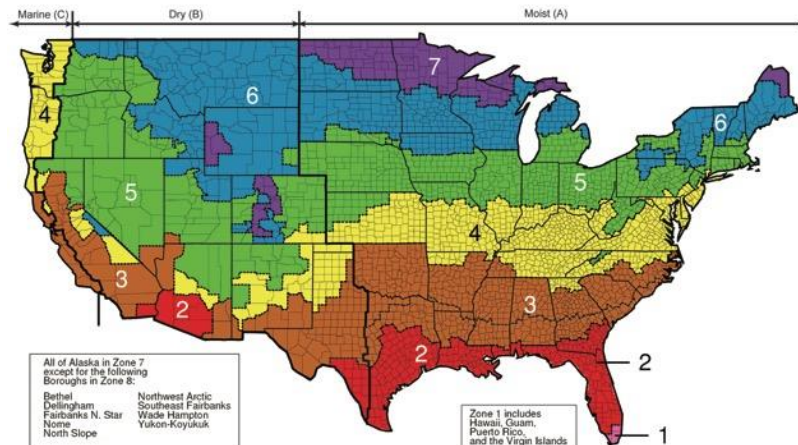 Marine (C)
Dry (B)
Moist (A)
7
6
6
4
5
5
4
3
3
2
2
2
1
All of Alaska in Zone 7
except for the following
Boroughs in Zone 8:
Bethel
Dellingham
Fairbanks N. Star
Nome
North Slope
Northwest Arctic
Southeast Fairbanks
Wade Hampton
Yukon-Koyukuk
Zone 1 includes
Hawaii, Guam,
Puerto Rico,
and the Virgin Islands